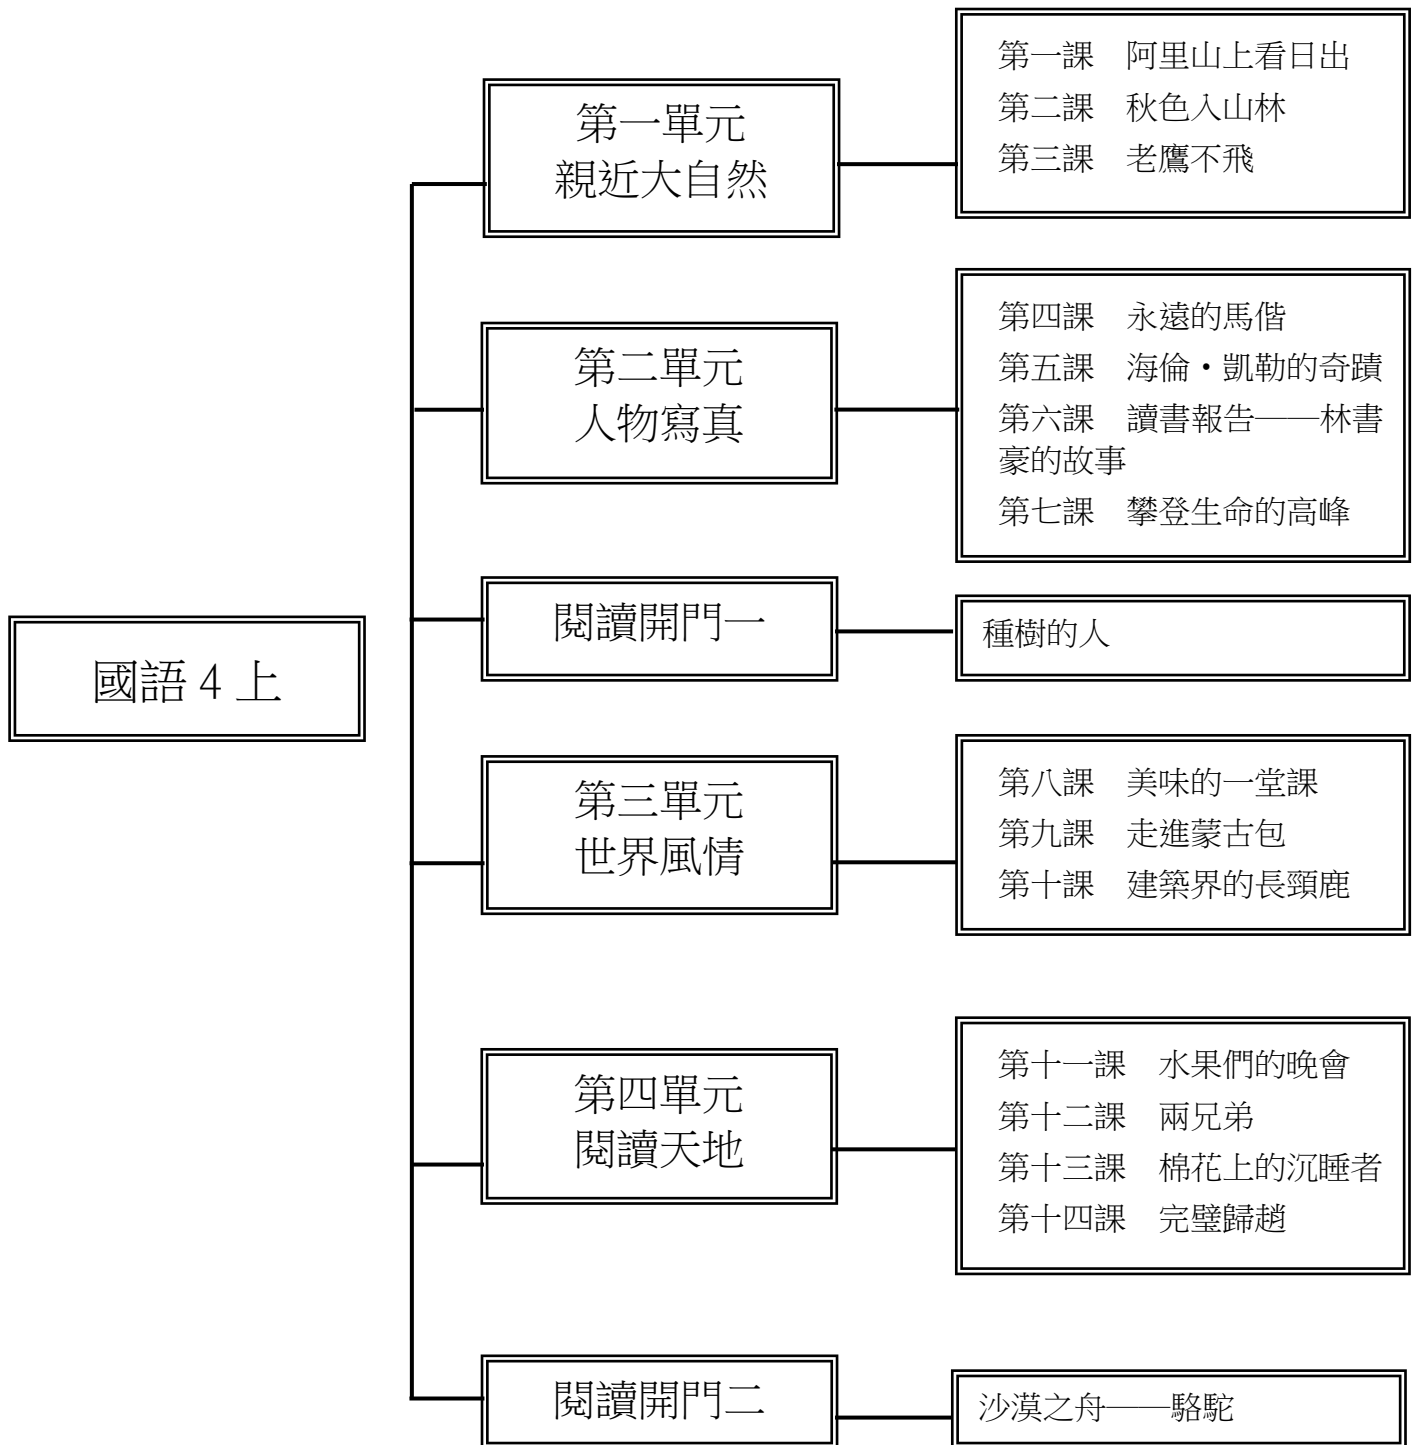 國語 4 上
第一單元
親近大自然
第一課　阿里山上看日出
第二課　秋色入山林
第三課　老鷹不飛
第二單元
人物寫真
第四課　永遠的馬偕
第五課　海倫‧凱勒的奇蹟
第六課　讀書報告──林書
豪的故事
第七課　攀登生命的高峰
閱讀開門一
種樹的人
第三單元
世界風情
第八課　美味的一堂課
第九課　走進蒙古包
第十課　建築界的長頸鹿
第四單元
閱讀天地
第十一課　水果們的晚會
第十二課　兩兄弟
第十三課　棉花上的沉睡者
第十四課　完璧歸趙
閱讀開門二
沙漠之舟──駱駝